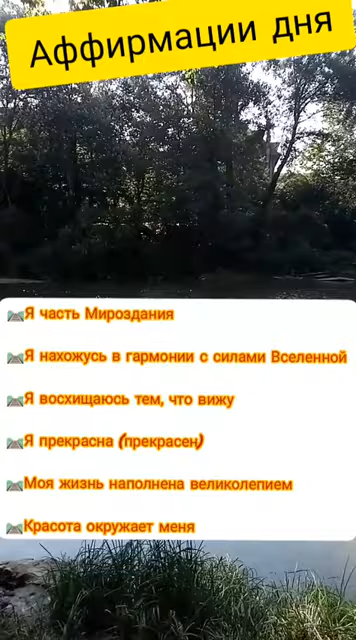 Аффирмации дня
🛤️Я часть Мироздания
🛤️Я нахожусь в гармонии с силами Вселенной
🛤️Я восхищаюсь тем, что вижу
🛤️Я прекрасна (прекрасен)
🛤️Моя жизнь наполнена великолепием
🛤️Красота окружает меня